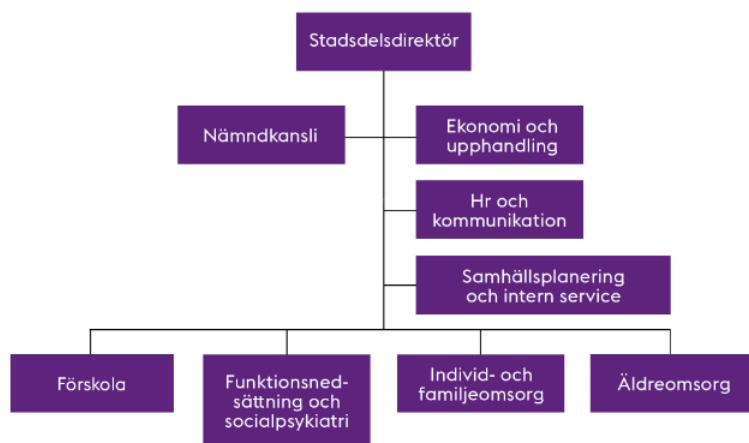 Stadsdelsdirektör
Nämndkansli
Ekonomi och
upphandling
Hr och
kommunikation
Samhällsplanering
och intern service
Förskola
Funktionsned-
sättning och
socialpsykiatri
Individ- och
familjeomsorg
Äldreomsorg